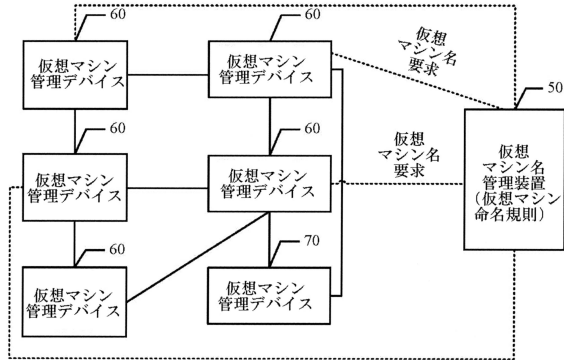 60
60
仮想マシン
管理デバイス
仮想マシン
管理デバイス
仮想
マシン名
要求
50
60
60
仮想マシン
管理デバイス
仮想マシン
管理デバイス
仮想
マシン名
要求
仮想
マシン名
管理装置
(仮想マシン
命名規則)
60
70
仮想マシン
管理デバイス
仮想マシン
管理デバイス